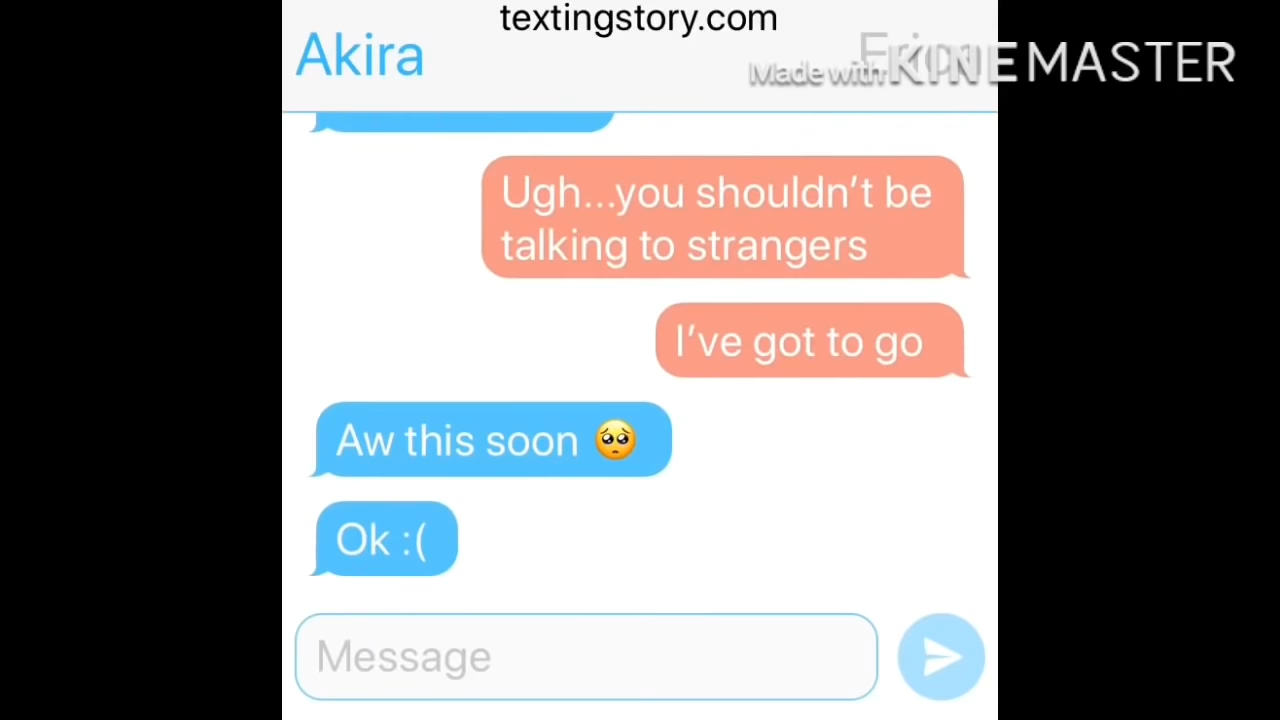 textingstory.com
Akira
Made with KINEMASTER
Ugh...you shouldn't be
talking to strangers
I've got to go
Aw this soon 🥺
Ok :(
Message